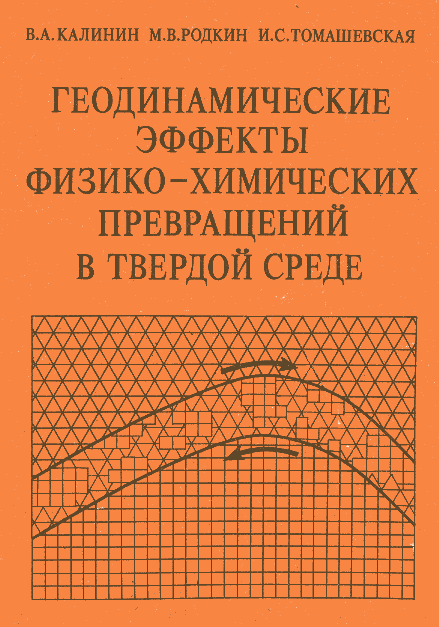 В.А.КАЛИНИН М.В.РОДКИН И.С.ТОМАШЕВСКАЯ
ГЕОДИНАМИЧЕСКИЕ
ЭФФЕКТЫ
ФИЗИКО-ХИМИЧЕСКИХ
ПРЕВРАЩЕНИЙ
В ТВЕРДОЙ СРЕДЕ